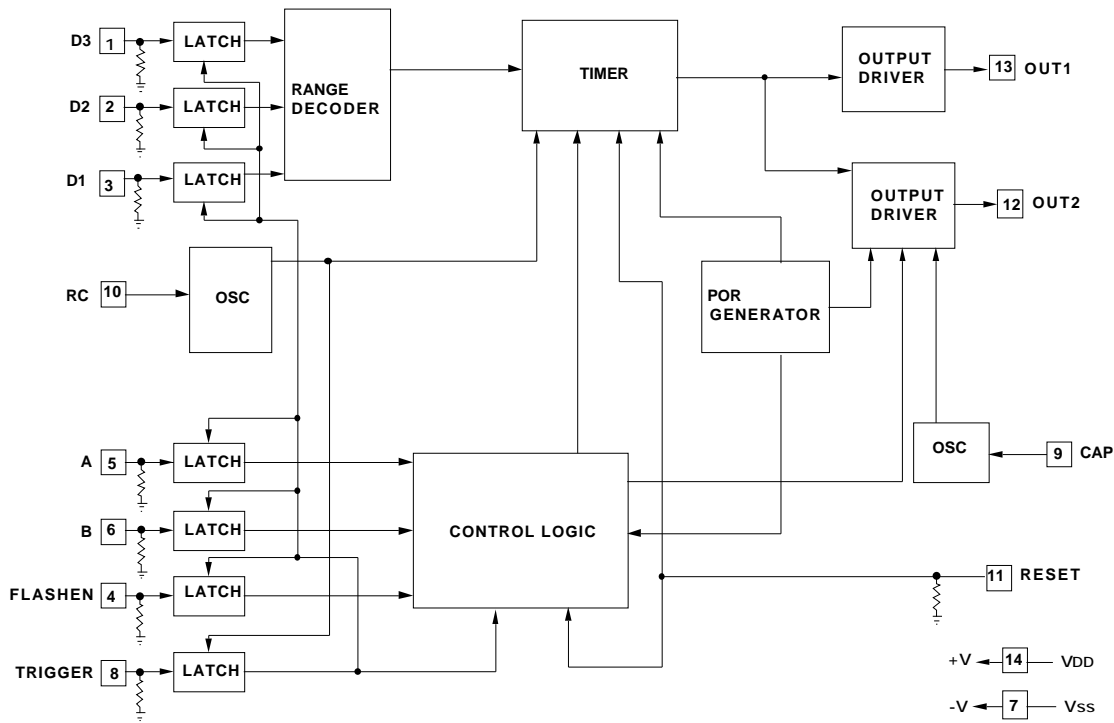 D3 1 LATCH
D2 2 LATCH
D1 3 LATCH
RANGE
DECODER
TIMER
OUTPUT
DRIVER
13 OUT1
OUTPUT
DRIVER
12 OUT2
RC 10 OSC
POR
GENERATOR
OSC 9 CAP
A 5 LATCH
B 6 LATCH
FLASHEN 4 LATCH
TRIGGER 8 LATCH
CONTROL LOGIC
11 RESET
+V 14 VDD
-V 7 VSS